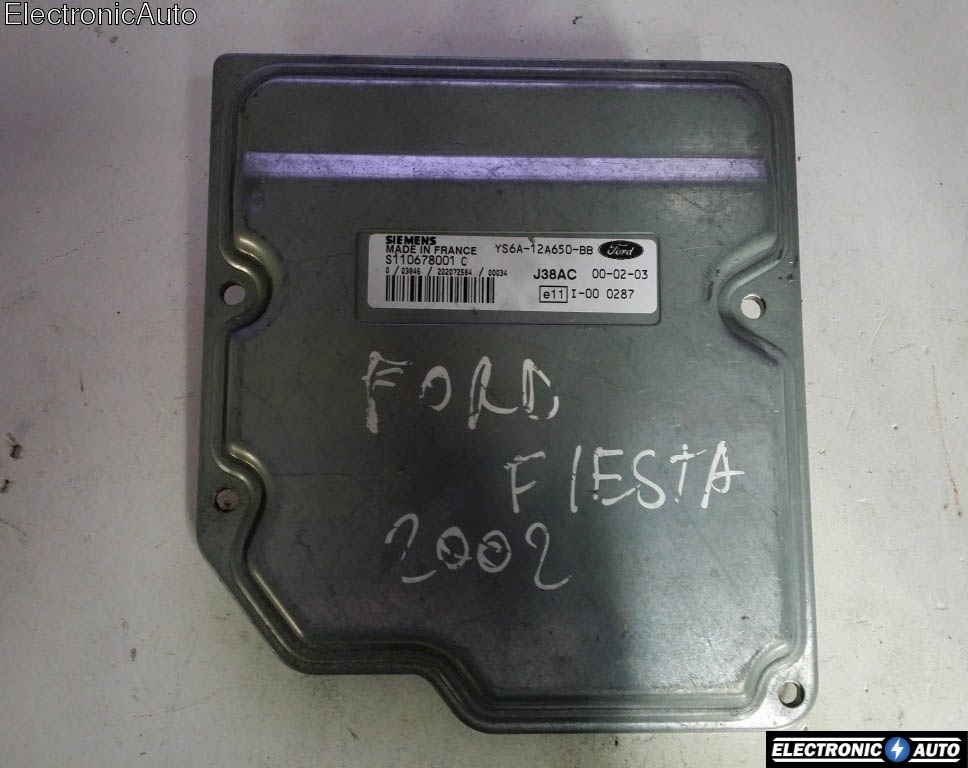 ElectronicAuto
SIEMENS
MADE IN FRANCE YS6A-12A650-BB Ford
S110678001 C
0 / 03846 / 202072584 / 00034
J38AC 00-02-03
e11 I-00 0287
FORD
FIESTA
2002
ELECTRONIC AUTO